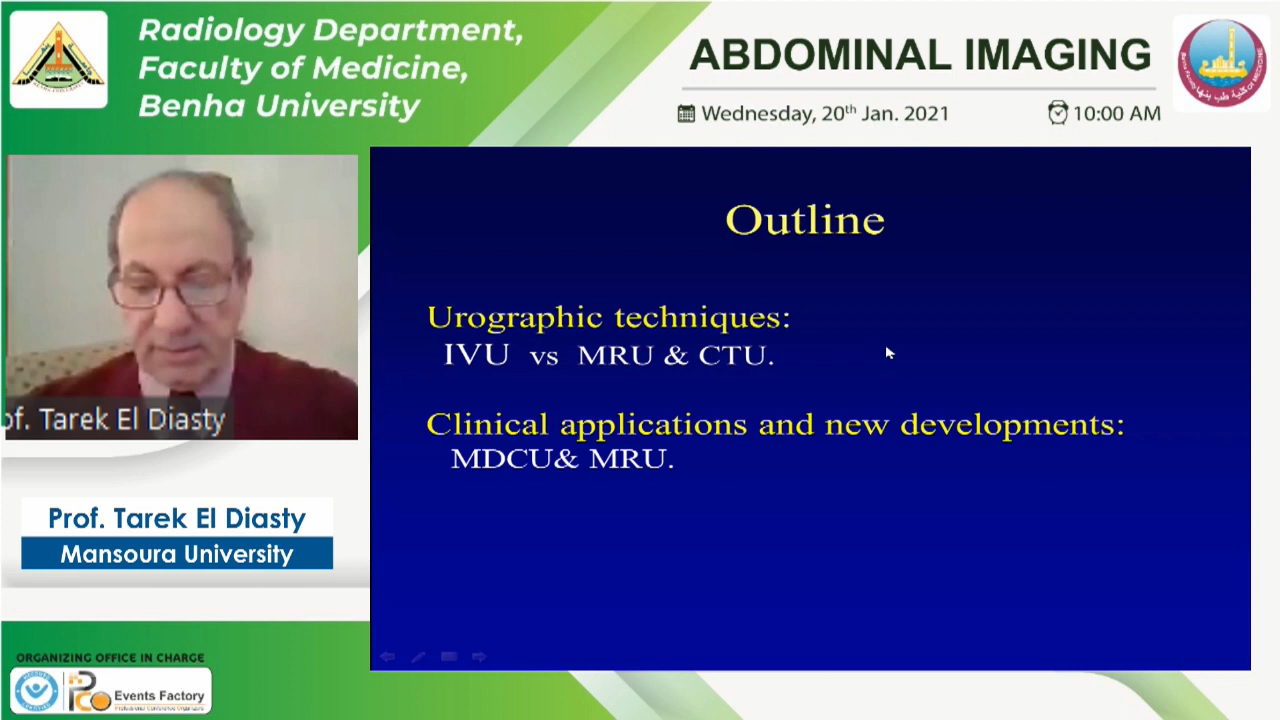 Radiology Department,
Faculty of Medicine,
Benha University
ABDOMINAL IMAGING
Wednesday, 20th Jan. 2021
10:00 AM
of. Tarek El Diasty
Prof. Tarek El Diasty
Mansoura University
Outline
Urographic techniques:
IVU vs MRU & CTU.
Clinical applications and new developments:
MDCU& MRU.
ORGANIZING OFFICE IN CHARGE
Events Factory